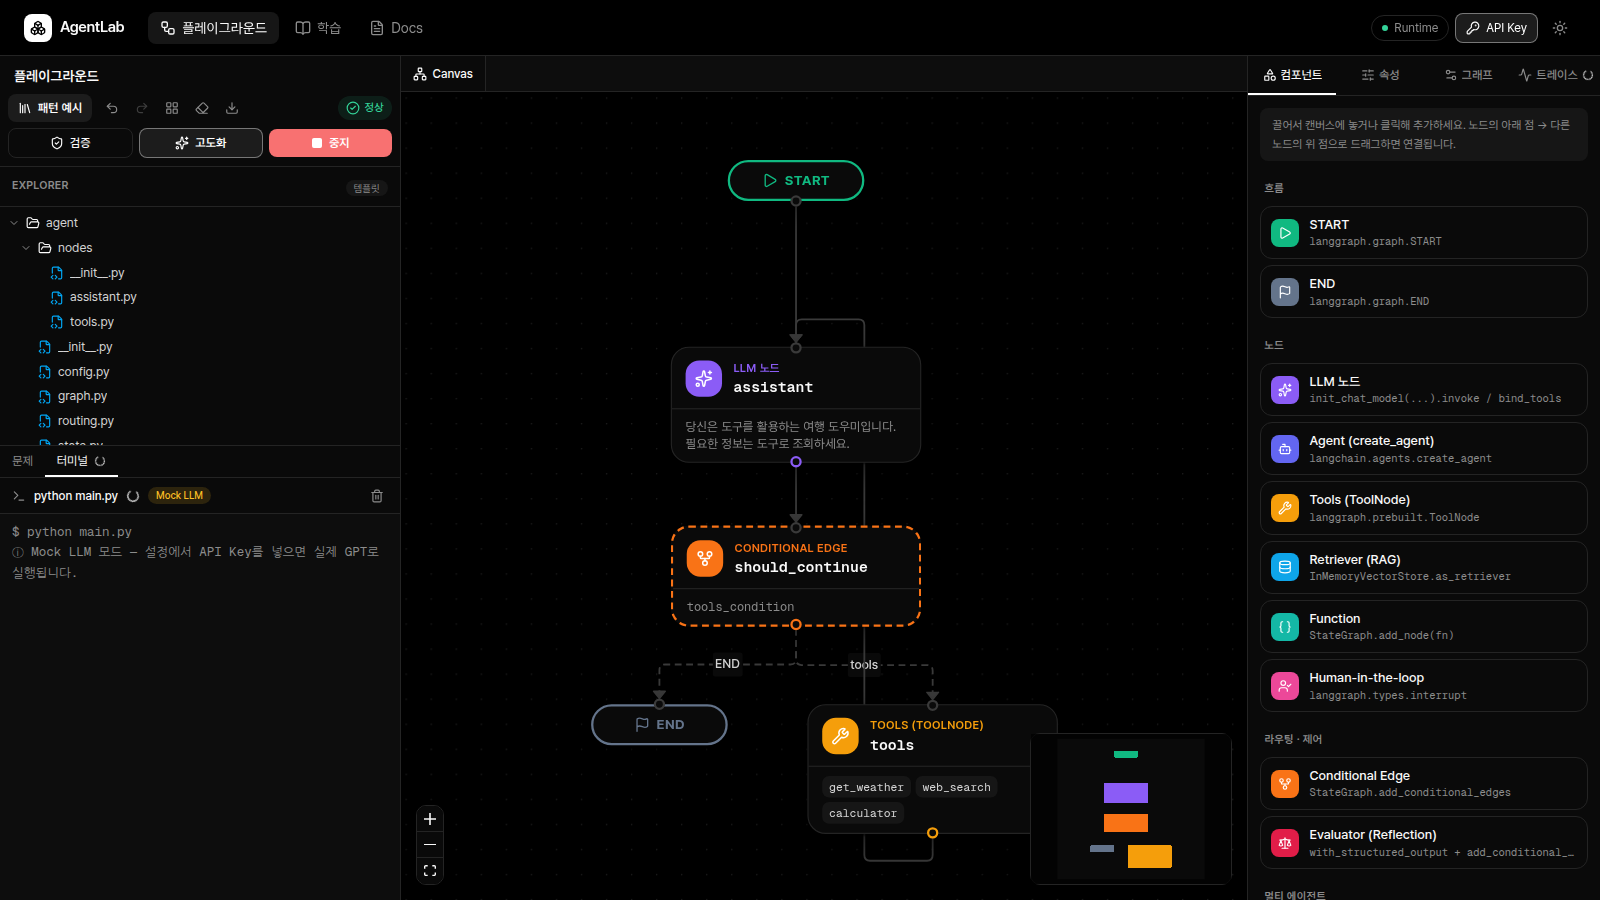 AgentLab
플레이그라운드
학습
Docs
Runtime
API Key
플레이그라운드
패턴 예시
정상
검증
고도화
중지
EXPLORER
템플릿
agent
nodes
__init__.py
assistant.py
tools.py
__init__.py
config.py
graph.py
routing.py
state.py
문제
터미널
python main.py
Mock LLM
$ python main.py
ⓘ Mock LLM 모드 — 설정에서 API Key를 넣으면 실제 GPT로
실행됩니다.
Canvas
START
LLM 노드
assistant
당신은 도구를 활용하는 여행 도우미입니다.
필요한 정보는 도구로 조회하세요.
CONDITIONAL EDGE
should_continue
tools_condition
END
tools
END
TOOLS (TOOLNODE)
tools
get_weather
web_search
calculator
컴포넌트
속성
그래프
트레이스
끌어서 캔버스에 놓거나 클릭해 추가하세요. 노드의 아래 점 → 다른
노드의 위 점으로 드래그하면 연결됩니다.
흐름
START
langgraph.graph.START
END
langgraph.graph.END
노드
LLM 노드
init_chat_model(...).invoke / bind_tools
Agent (create_agent)
langchain.agents.create_agent
Tools (ToolNode)
langgraph.prebuilt.ToolNode
Retriever (RAG)
InMemoryVectorStore.as_retriever
Function
StateGraph.add_node(fn)
Human-in-the-loop
langgraph.types.interrupt
라우팅 · 제어
Conditional Edge
StateGraph.add_conditional_edges
Evaluator (Reflection)
with_structured_output + add_conditional_…
멀티 에이전트